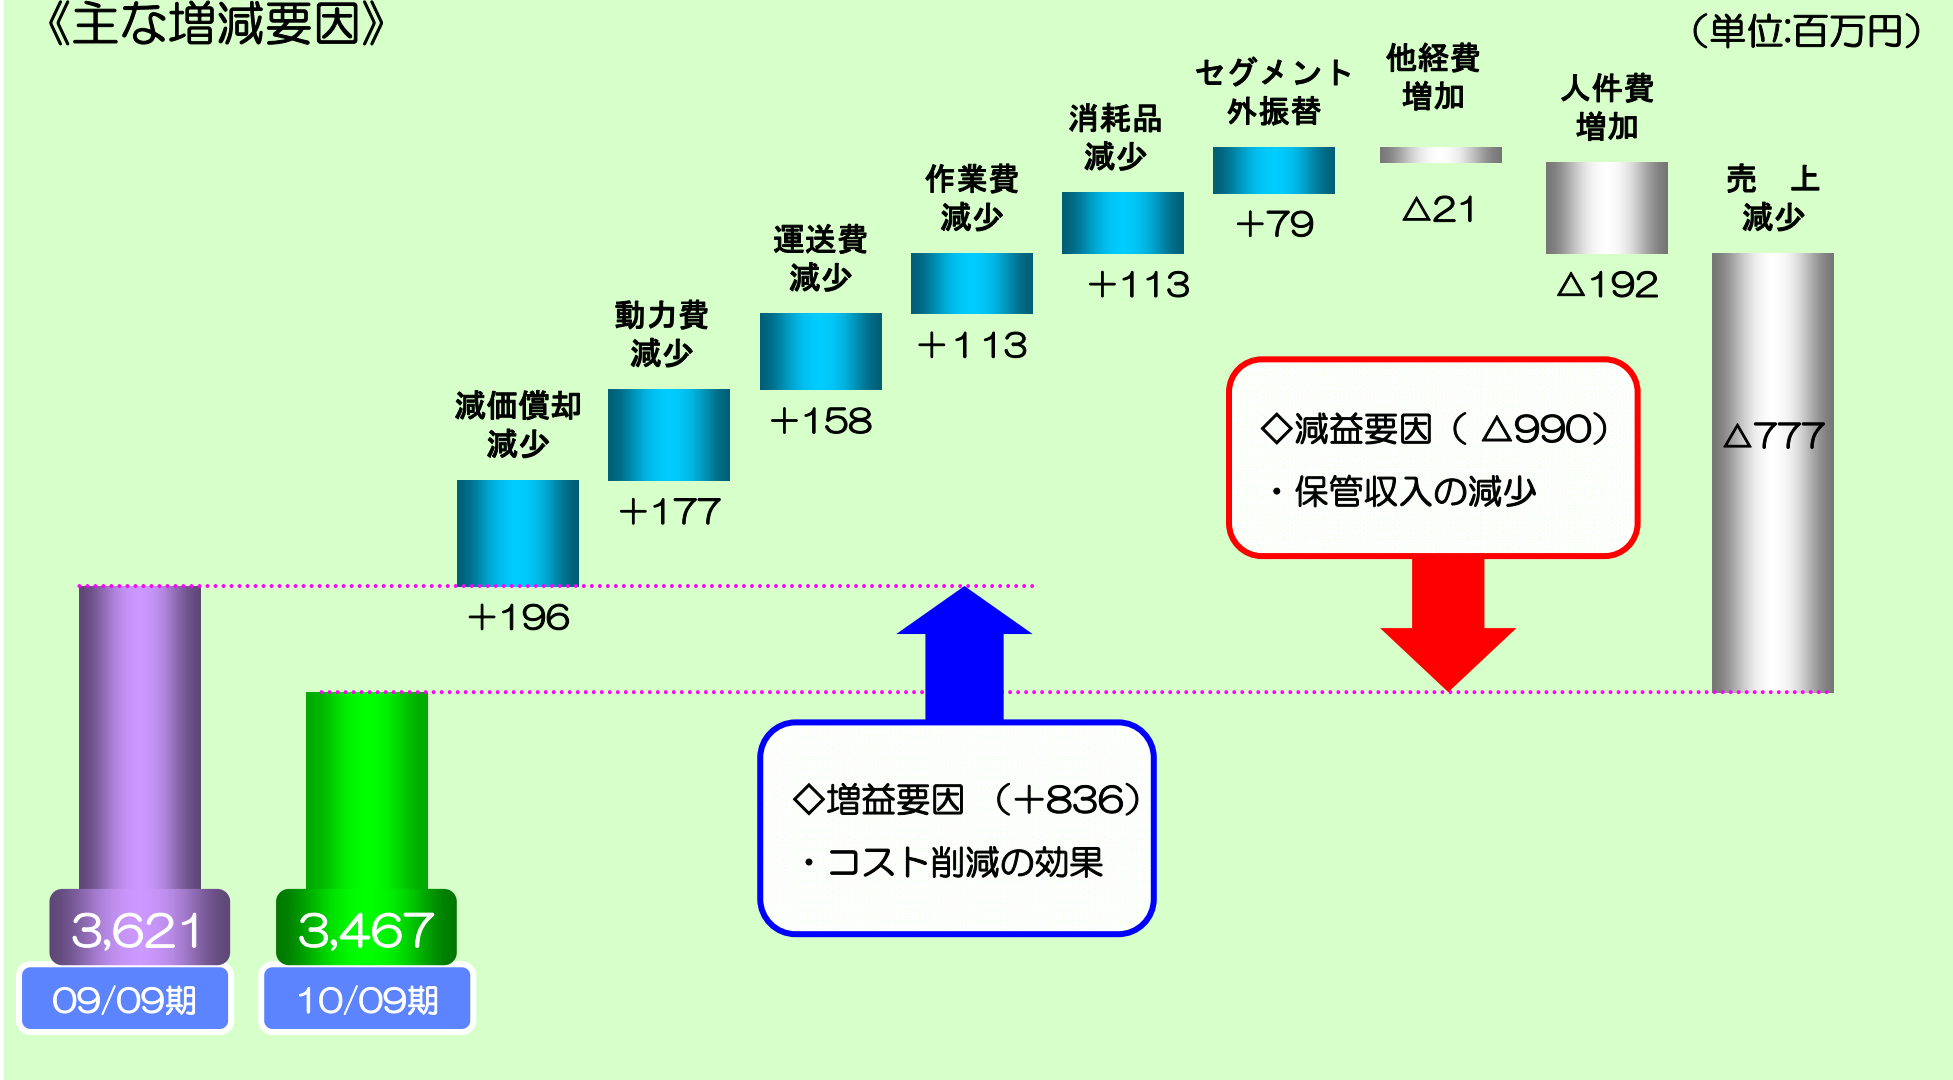 《主な増減要因》
（単位:百万円）
減価償却
減少
+196
動力費
減少
+177
運送費
減少
+158
作業費
減少
+113
消耗品
減少
+113
セグメント
外振替
+79
他経費
増加
△21
人件費
増加
△192
売　上
減少
△777
◇減益要因（ △990）
・保管収入の減少
◇増益要因 （+836）
・コスト削減の効果
3,621
09/09期
3,467
10/09期